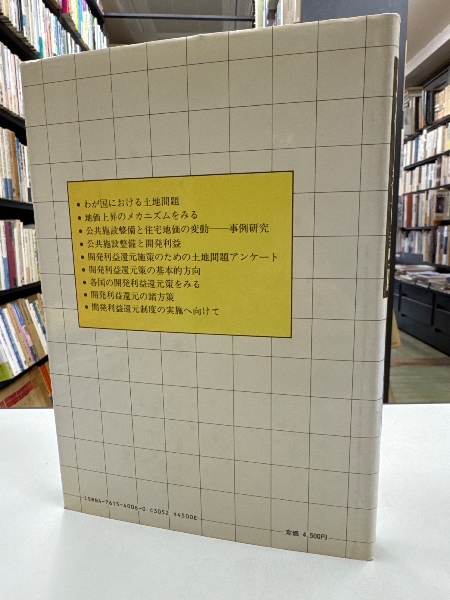 ● わが国における土地問題
● 地価上昇のメカニズムをみる
● 公共施設整備と住宅地価の変動――事例研究
● 公共施設整備と開発利益
● 開発利益還元施策のための土地問題アンケート
● 開発利益還元策の基本的方向
● 各国の開発利益還元策をみる
● 開発利益還元の諸方策
● 開発利益還元制度の実施へ向けて
ISBN4-7615-4006-0 C3052 ¥4500E
定価 4,500円